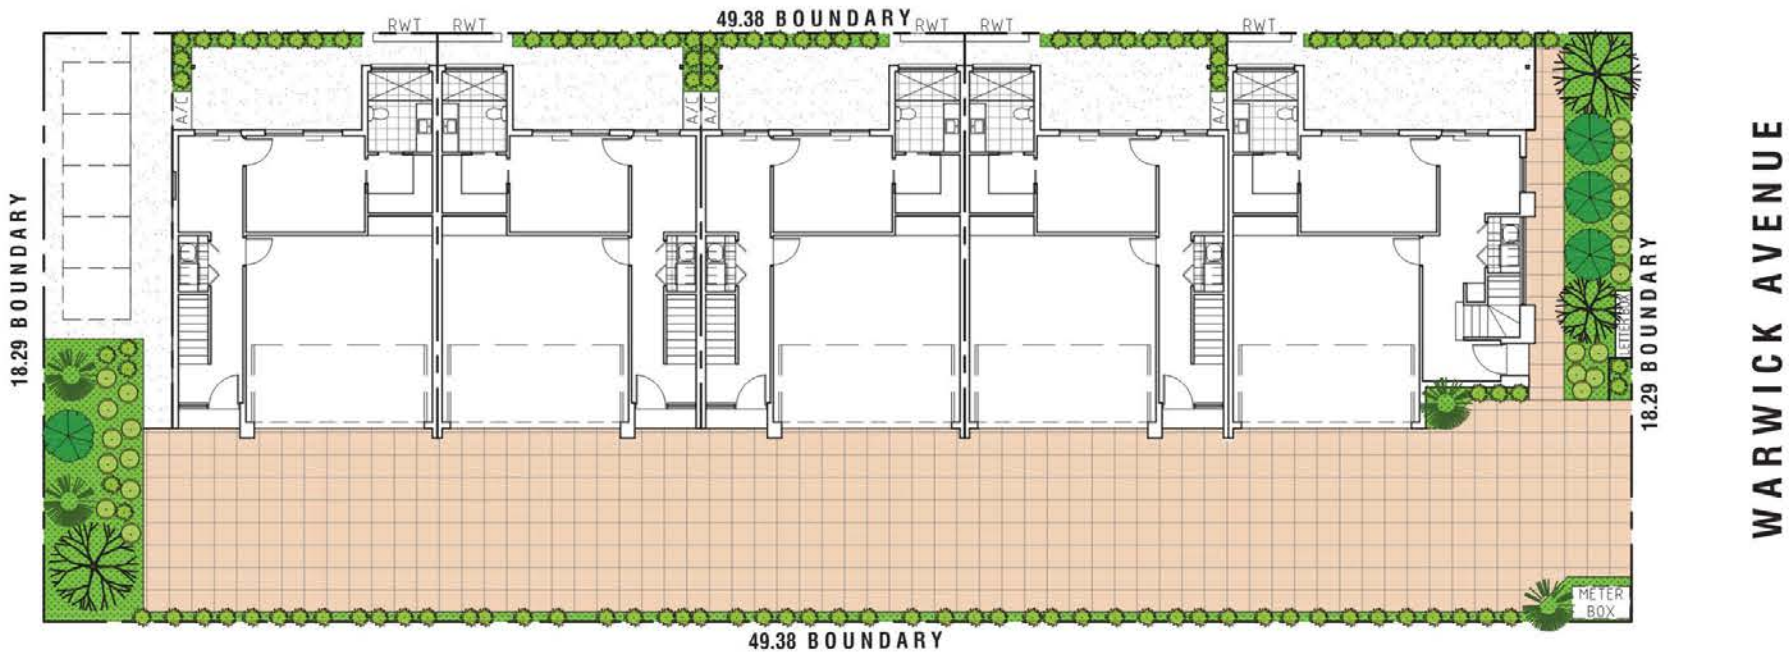 49.38 BOUNDARY
RWT
RWT
RWT
RWT
RWT
A/C
A/C
A/C
A/C
18.29 BOUNDARY
18.29 BOUNDARY
LETTERBOX
WARWICK AVENUE
METER
BOX
49.38 BOUNDARY